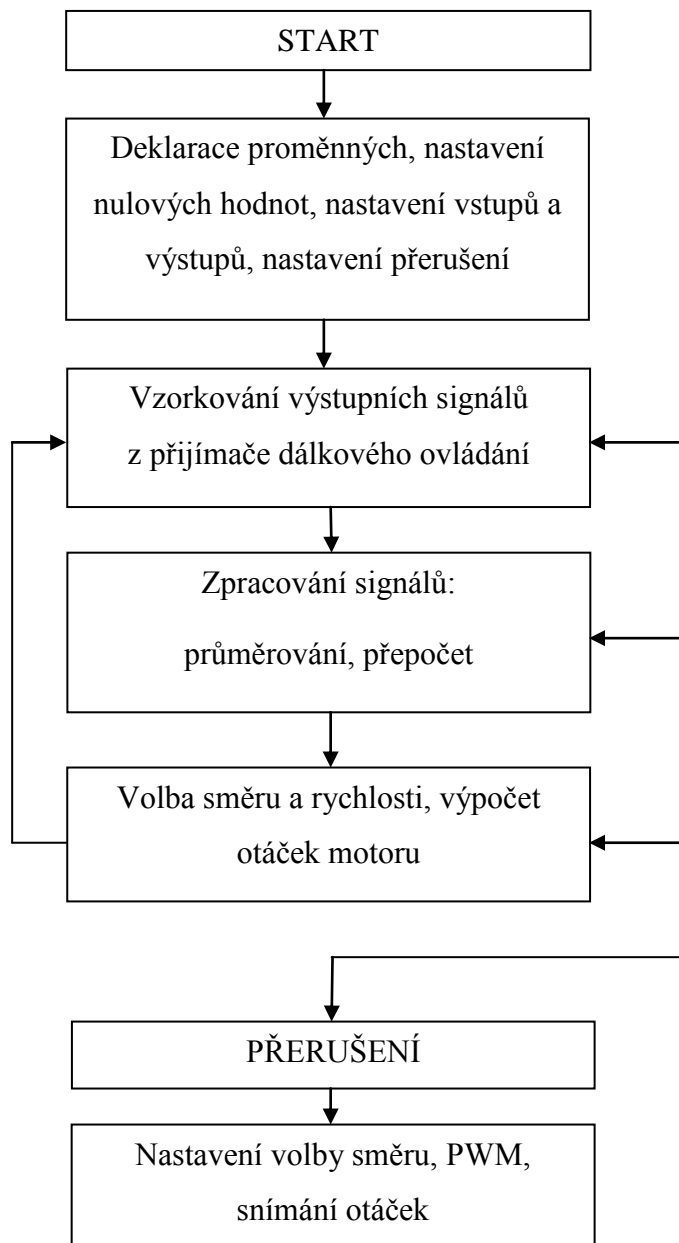 START
Deklarace proměnných, nastavení
nulových hodnot, nastavení vstupů a
výstupů, nastavení přerušení
Vzorkování výstupních signálů
z přijímače dálkového ovládání
Zpracování signálů:
průměrování, přepočet
Volba směru a rychlosti, výpočet
otáček motoru
PŘERUŠENÍ
Nastavení volby směru, PWM,
snímání otáček